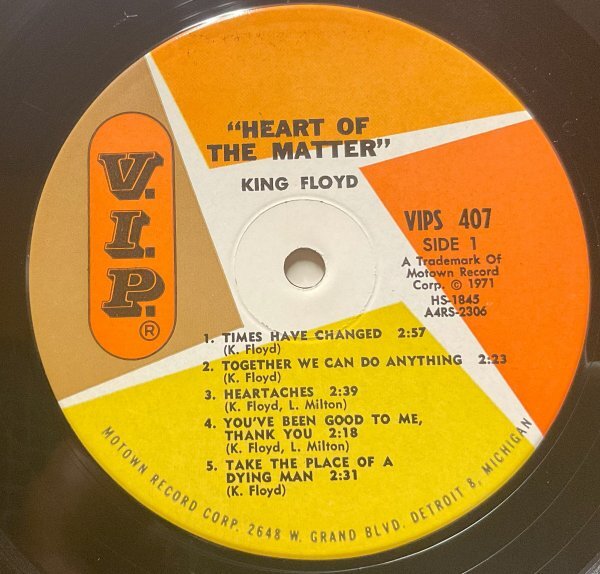 "HEART OF
THE MATTER"
KING FLOYD
V.I.P.®
VIPS 407
SIDE 1
A Trademark Of
Motown Record
Corp. © 1971
HS-1845
A4RS-2306
1. TIMES HAVE CHANGED 2:57
(K. Floyd)
2. TOGETHER WE CAN DO ANYTHING 2:23
(K. Floyd)
3. HEARTACHES 2:39
(K. Floyd, L. Milton)
4. YOU'VE BEEN GOOD TO ME,
THANK YOU 2:18
(K. Floyd, L. Milton)
5. TAKE THE PLACE OF A
DYING MAN 2:31
(K. Floyd)
MOTOWN RECORD CORP. 2648 W. GRAND BLVD. DETROIT 8, MICHIGAN